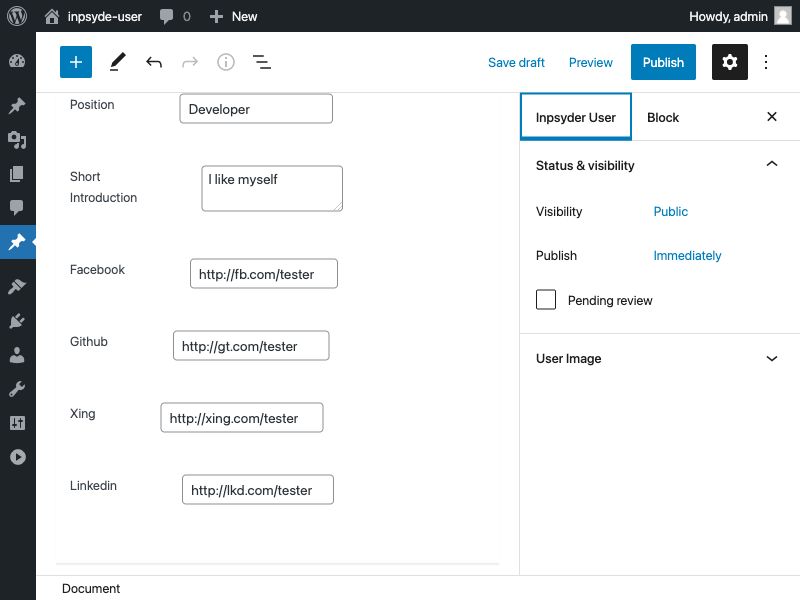 inpsyde-user 0 New Howdy, admin
Save draft Preview Publish
Position Developer
Short
Introduction
I like myself
Facebook http://fb.com/tester
Github http://gt.com/tester
Xing http://xing.com/tester
Linkedin http://lkd.com/tester
Inpsyder User Block
Status & visibility
Visibility Public
Publish Immediately
Pending review
User Image
Document